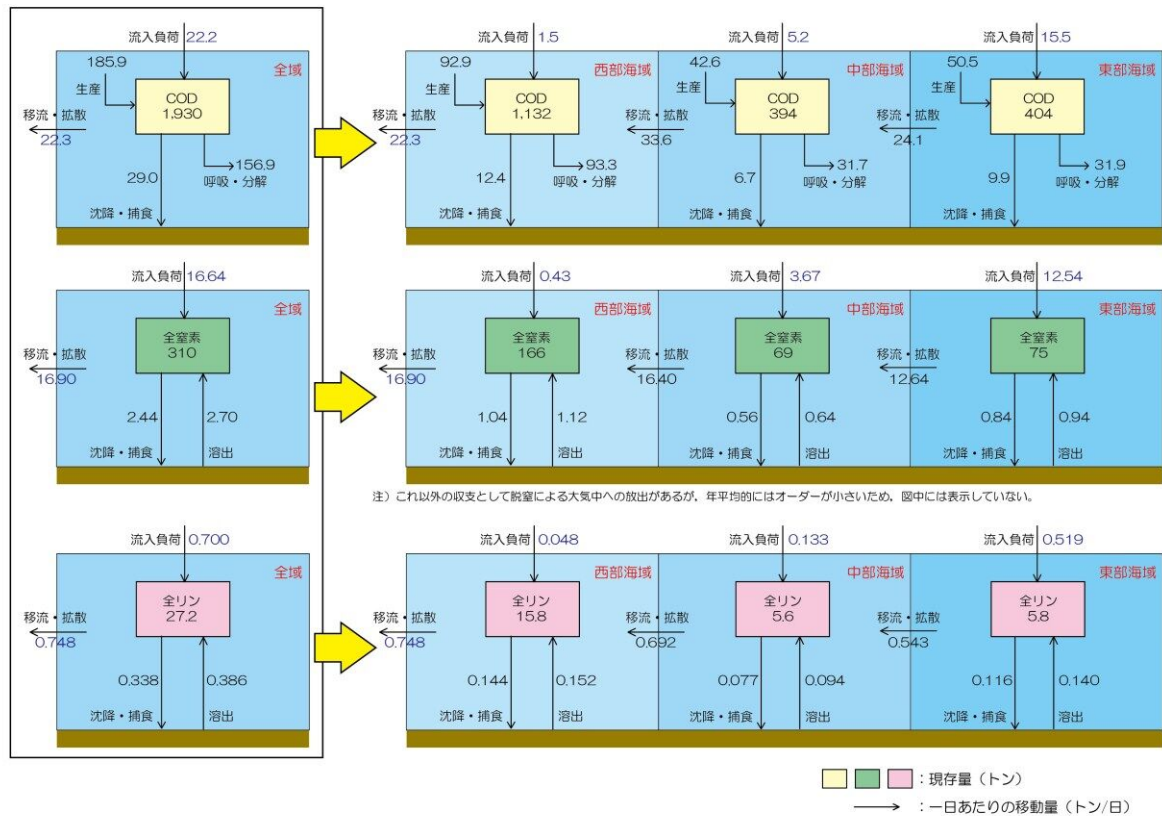 流入負荷 22.2
全域
185.9
生産
COD
1,930
移流・拡散
22.3
156.9
呼吸・分解
29.0
沈降・捕食
流入負荷 1.5
西部海域
92.9
生産
COD
1,132
移流・拡散
22.3
93.3
呼吸・分解
12.4
沈降・捕食
流入負荷 5.2
中部海域
42.6
生産
COD
394
移流・拡散
33.6
31.7
呼吸・分解
6.7
沈降・捕食
流入負荷 15.5
東部海域
50.5
生産
COD
404
移流・拡散
24.1
31.9
呼吸・分解
9.9
沈降・捕食
流入負荷 16.64
全域
全窒素
310
移流・拡散
16.90
2.44
2.70
沈降・捕食
溶出
流入負荷 0.43
西部海域
全窒素
166
移流・拡散
16.90
1.04
1.12
沈降・捕食
溶出
流入負荷 3.67
中部海域
全窒素
69
移流・拡散
16.40
0.56
0.64
沈降・捕食
溶出
流入負荷 12.54
東部海域
全窒素
75
移流・拡散
12.64
0.84
0.94
沈降・捕食
溶出
注）これ以外の収支として脱窒による大気中への放出があるが，年平均的にはオーダーが小さいため，図中には表示していない。
流入負荷 0.700
全域
全リン
27.2
移流・拡散
0.748
0.338
0.386
沈降・捕食
溶出
流入負荷 0.048
西部海域
全リン
15.8
移流・拡散
0.748
0.144
0.152
沈降・捕食
溶出
流入負荷 0.133
中部海域
全リン
5.6
移流・拡散
0.692
0.077
0.094
沈降・捕食
溶出
流入負荷 0.519
東部海域
全リン
5.8
移流・拡散
0.543
0.116
0.140
沈降・捕食
溶出
：現存量（トン）
：一日あたりの移動量（トン/日）